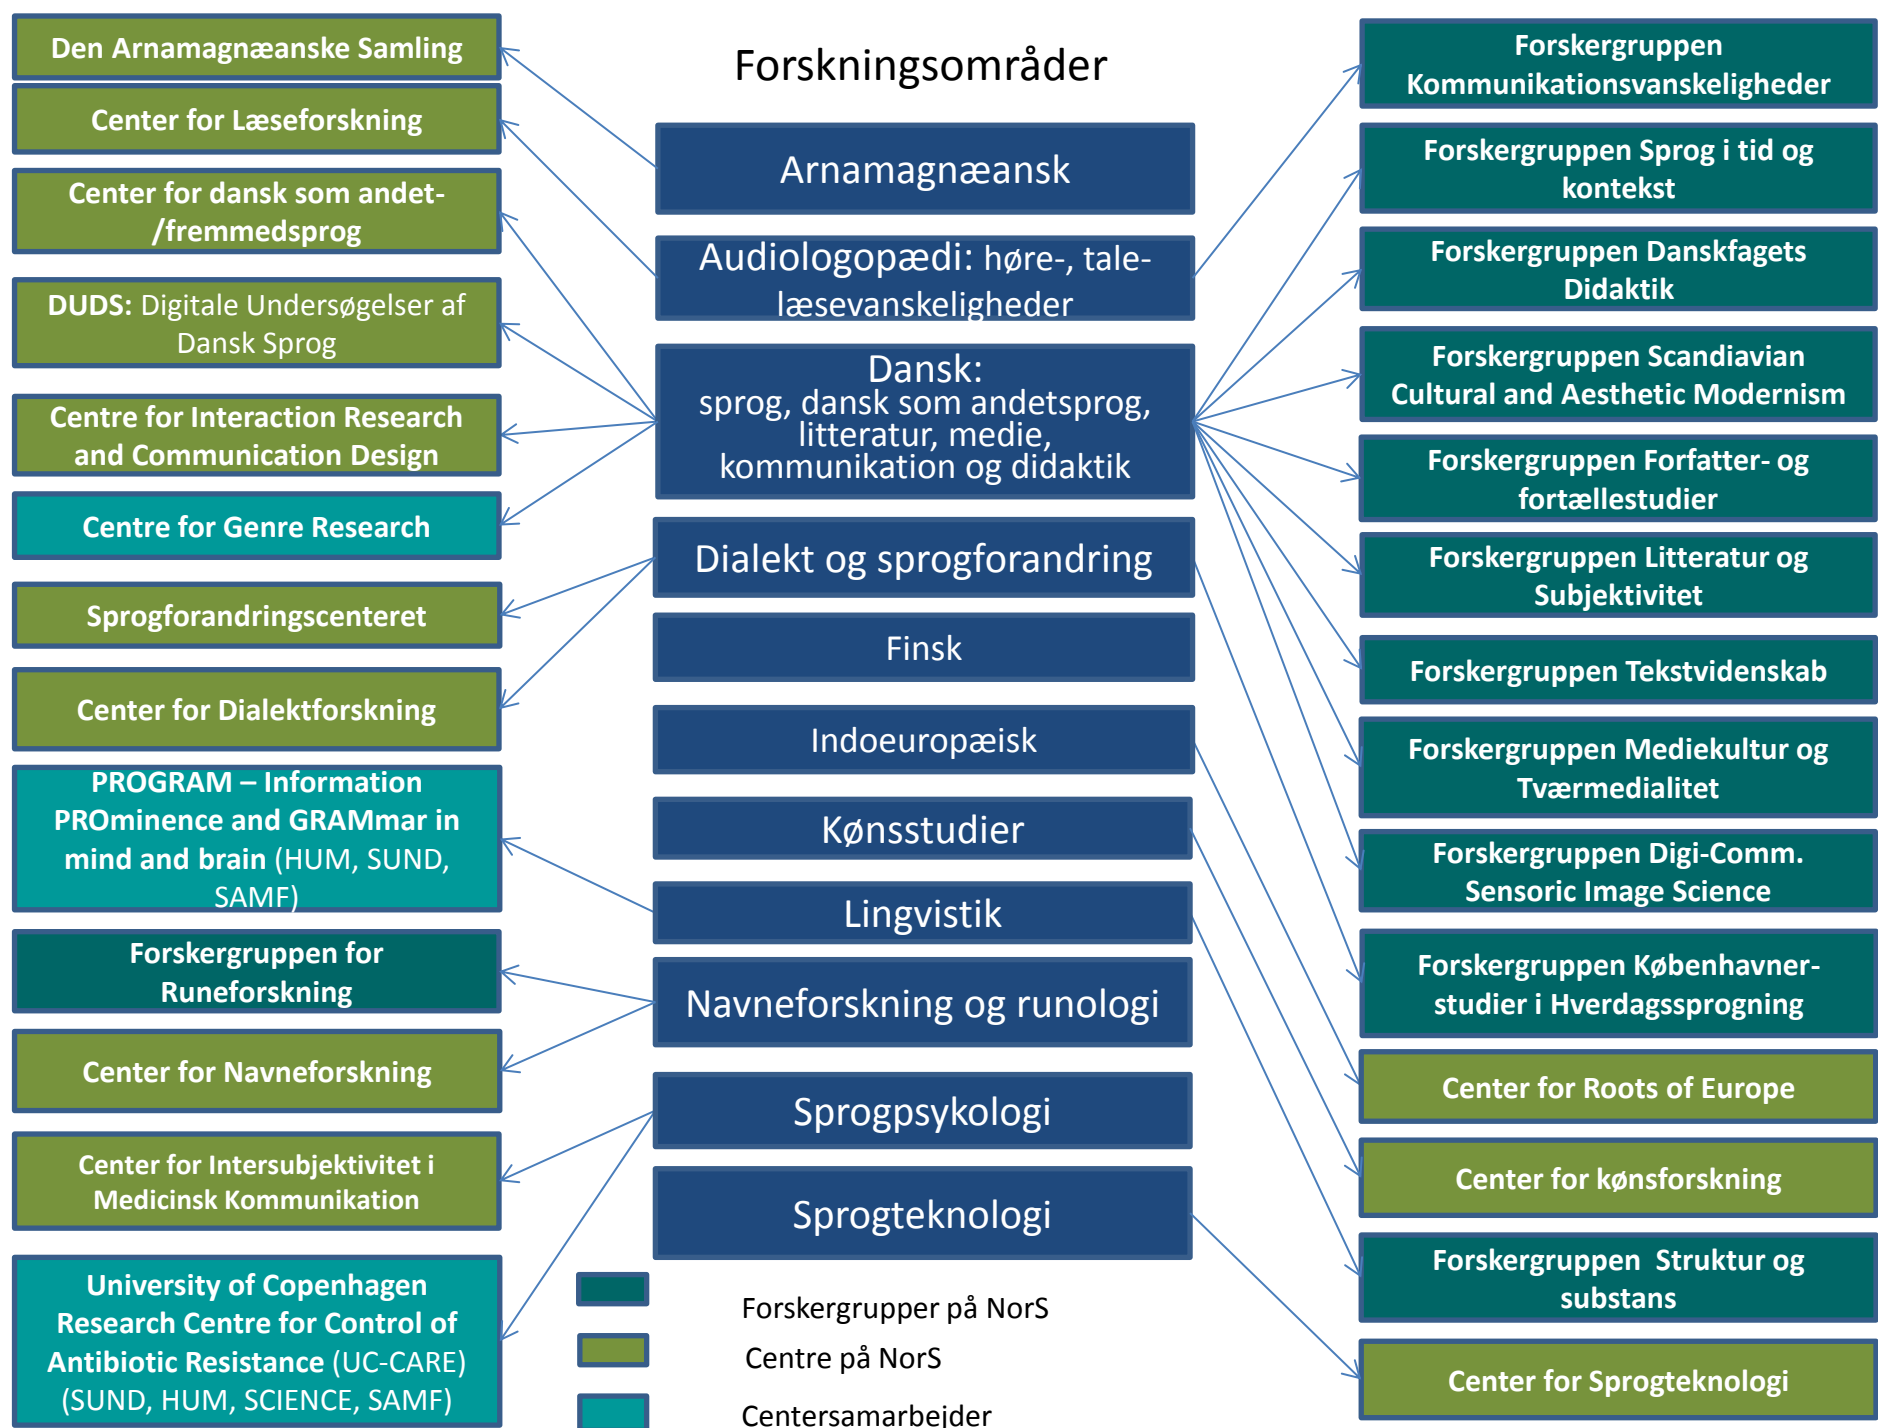 Forskningsområder
Den Arnamagnæanske Samling
Center for Læseforskning
Center for dansk som andet-
/fremmedsprog
DUDS: Digitale Undersøgelser af
Dansk Sprog
Centre for Interaction Research
and Communication Design
Centre for Genre Research
Sprogforandringscenteret
Center for Dialektforskning
PROGRAM – Information
PROminence and GRAMmar in
mind and brain (HUM, SUND,
SAMF)
Forskergruppen for
Runeforskning
Center for Navneforskning
Center for Intersubjektivitet i
Medicinsk Kommunikation
University of Copenhagen
Research Centre for Control of
Antibiotic Resistance (UC-CARE)
(SUND, HUM, SCIENCE, SAMF)
Arnamagnæansk
Audiologopædi: høre-, tale-
læsevanskeligheder
Dansk:
sprog, dansk som andetsprog,
litteratur, medie,
kommunikation og didaktik
Dialekt og sprogforandring
Finsk
Indoeuropæisk
Kønsstudier
Lingvistik
Navneforskning og runologi
Sprogpsykologi
Sprogteknologi
Forskergrupper på NorS
Centre på NorS
Centersamarbejder
Forskergruppen
Kommunikationsvanskeligheder
Forskergruppen Sprog i tid og
kontekst
Forskergruppen Danskfagets
Didaktik
Forskergruppen Scandiavian
Cultural and Aesthetic Modernism
Forskergruppen Forfatter- og
fortællestudier
Forskergruppen Litteratur og
Subjektivitet
Forskergruppen Tekstvidenskab
Forskergruppen Mediekultur og
Tværmedialitet
Forskergruppen Digi-Comm.
Sensoric Image Science
Forskergruppen Københavner-
studier i Hverdagssprogning
Center for Roots of Europe
Center for kønsforskning
Forskergruppen  Struktur og
substans
Center for Sprogteknologi